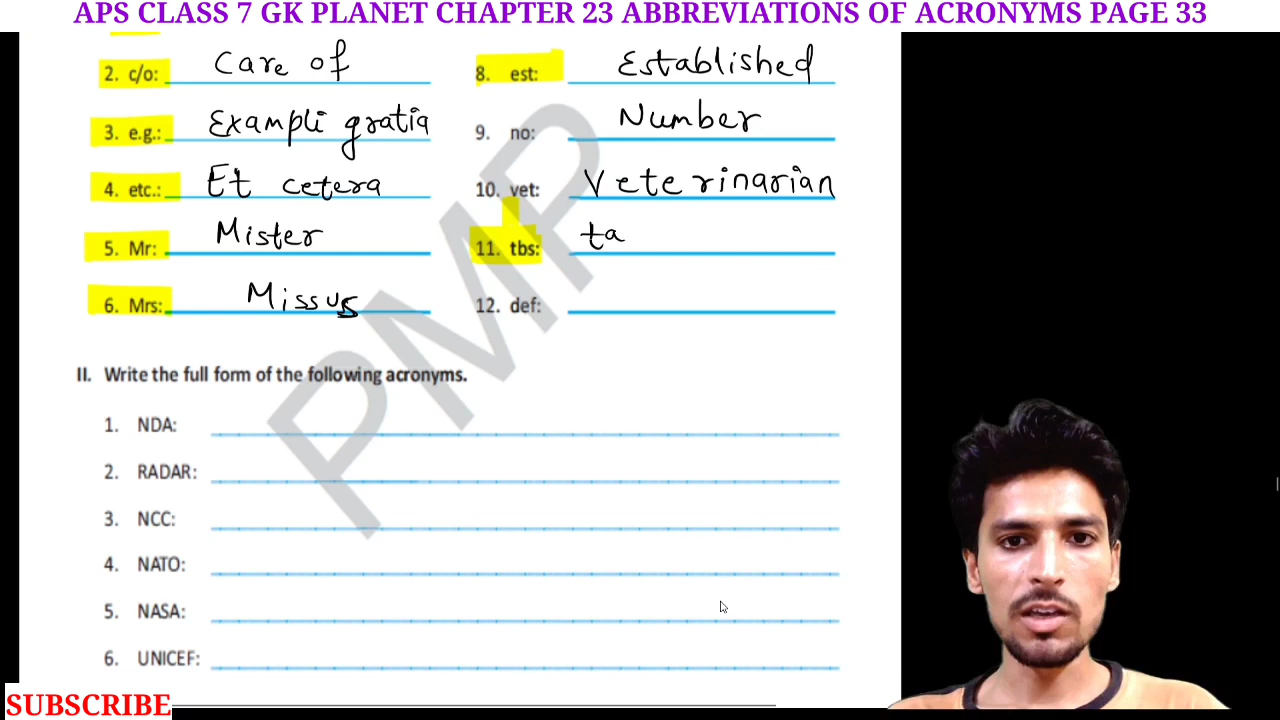 APS CLASS 7 GK PLANET CHAPTER 23 ABBREVIATIONS OF ACRONYMS PAGE 33
2. c/o: Care of
8. est: Established
3. e.g.: Exampli gratia
9. no: Number
4. etc.: Et cetera
10. vet: Veterinarian
5. Mr: Mister
11. tbs: ta
6. Mrs: Missus
12. def:
II. Write the full form of the following acronyms.
1. NDA:
2. RADAR:
3. NCC:
4. NATO:
5. NASA:
6. UNICEF:
PMP
SUBSCRIBE